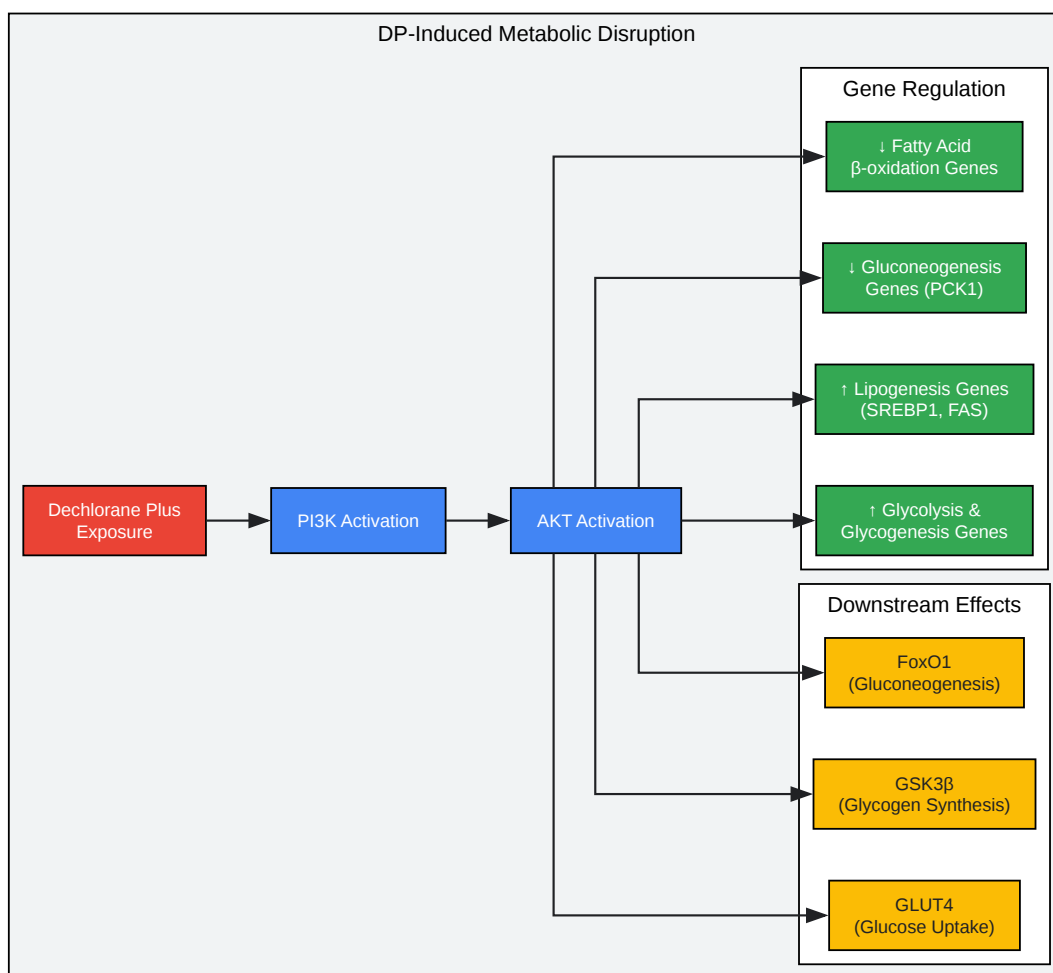 DP-Induced Metabolic Disruption
Gene Regulation
↓ Fatty Acid
β-oxidation Genes
↓ Gluconeogenesis
Genes (PCK1)
↑ Lipogenesis Genes
(SREBP1, FAS)
↑ Glycolysis &
Glycogenesis Genes
Dechlorane Plus
Exposure
PI3K Activation
AKT Activation
Downstream Effects
FoxO1
(Gluconeogenesis)
GSK3β
(Glycogen Synthesis)
GLUT4
(Glucose Uptake)